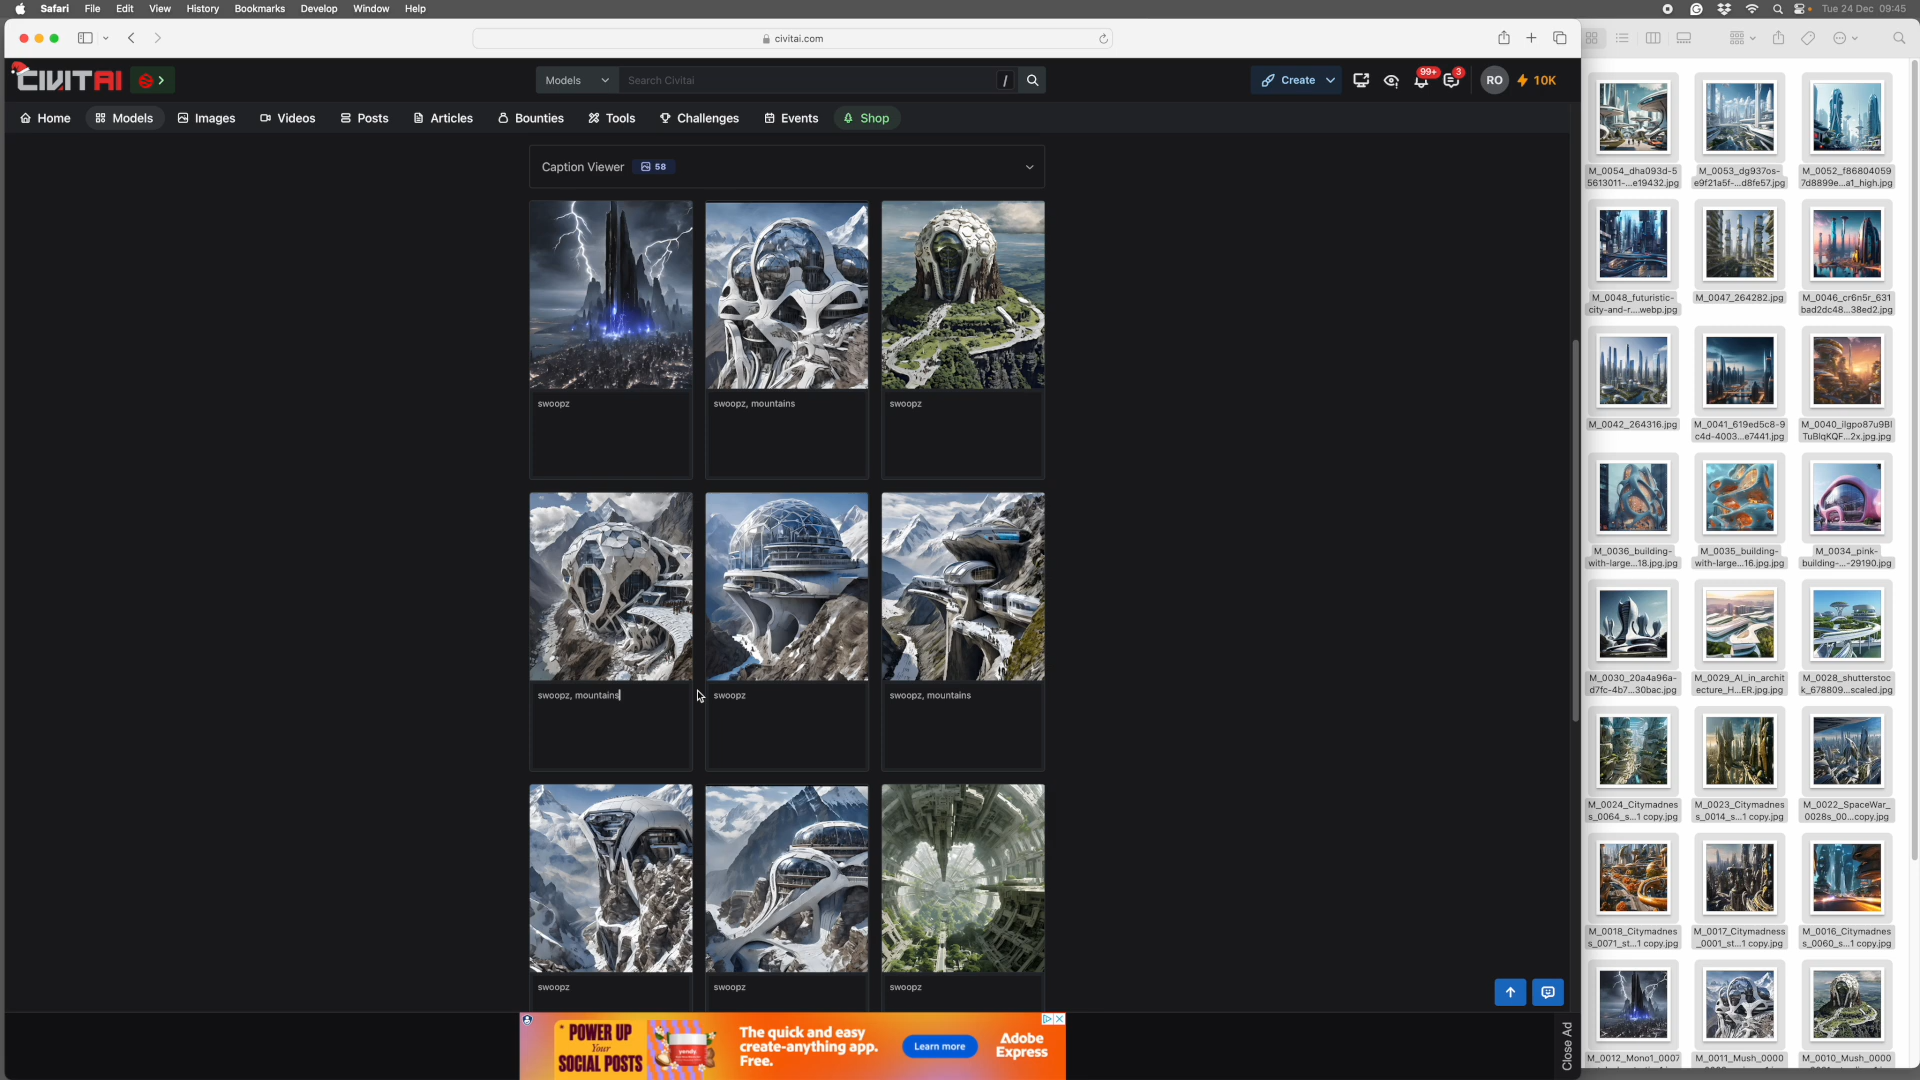 Safari File Edit View History Bookmarks Develop Window Help
Tue 24 Dec 09:45
civitai.com
CIVITAI
Models
Search Civitai
/
Create
99+
3
RO
10K
Home Models Images Videos Posts Articles Bounties Tools Challenges Events Shop
Caption Viewer 58
swoopz
swoopz, mountains
swoopz
swoopz, mountains
swoopz
swoopz, mountains
swoopz
swoopz
swoopz
POWER UP
Your
SOCIAL POSTS
yendy
The quick and easy
create-anything app.
Free.
Learn more
Adobe
Express
Close Ad
M_0054_dha093d-5
5613011-...e19432.jpg
M_0053_dg937os-
e9f21a5f-...d8fe57.jpg
M_0052_f86804059
7d8899e...a1_high.jpg
M_0048_futuristic-
city-and-r....webp.jpg
M_0047_264282.jpg
M_0046_cr6n5r_631
bad2dc48...38ed2.jpg
M_0042_264316.jpg
M_0041_619ed5c8-9
c4d-4003...e7441.jpg
M_0040_ilgpo87u9BI
TuBlqKQF...2x.jpg.jpg
M_0036_building-
with-large...18.jpg.jpg
M_0035_building-
with-large...16.jpg.jpg
M_0034_pink-
building-...-29190.jpg
M_0030_20a4a96a-
d7fc-4b7...30bac.jpg
M_0029_AI_in_archit
ecture_H...ER.jpg.jpg
M_0028_shutterstoc
k_678809...scaled.jpg
M_0024_Citymadnes
s_0064_s...1 copy.jpg
M_0023_Citymadnes
s_0014_s...1 copy.jpg
M_0022_SpaceWar_
0028s_00...copy.jpg
M_0018_Citymadnes
s_0071_st...1 copy.jpg
M_0017_Citymadness
_0001_st...1 copy.jpg
M_0016_Citymadnes
s_0060_s...1 copy.jpg
M_0012_Mono1_0007
M_0011_Mush_0000
M_0010_Mush_0000